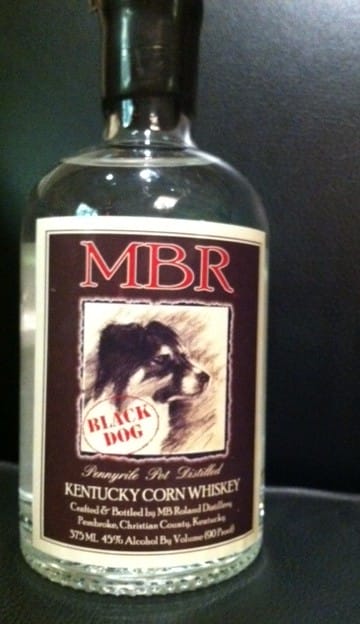 MBR
BLACK
DOG
Pennyrile Pot Distilled
KENTUCKY CORN WHISKEY
Crafted & Bottled by MB Roland Distillery
Pembroke, Christian County, Kentucky
375 ML 45% Alcohol By Volume (90 Proof)